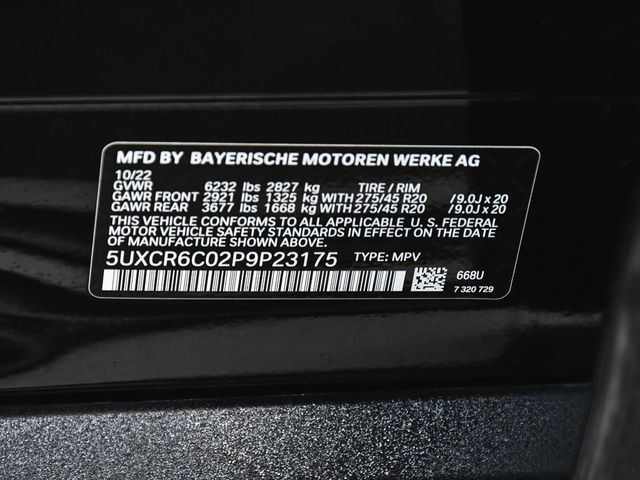 MFD BY BAYERISCHE MOTOREN WERKE AG
10/22
GVWR 6232 lbs 2827 kg TIRE / RIM
GAWR FRONT 2921 lbs 1325 kg WITH 275/45 R20 /9.0J x 20
GAWR REAR 3677 lbs 1668 kg WITH 275/45 R20 /9.0J x 20
THIS VEHICLE CONFORMS TO ALL APPLICABLE U.S. FEDERAL
MOTOR VEHICLE SAFETY STANDARDS IN EFFECT ON THE
DATE OF MANUFACTURE SHOWN ABOVE.
5UXCR6C02P9P23175 TYPE: MPV
668U
7 320 729